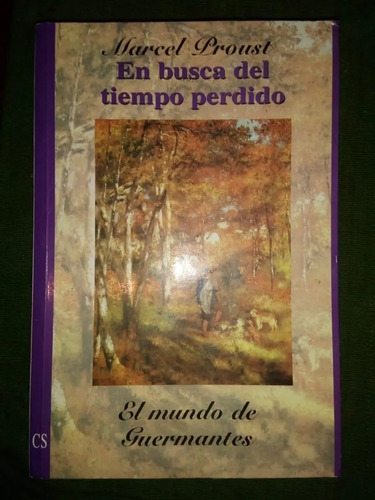 Marcel Proust
En busca del
tiempo perdido
El mundo de
Guermantes
CS